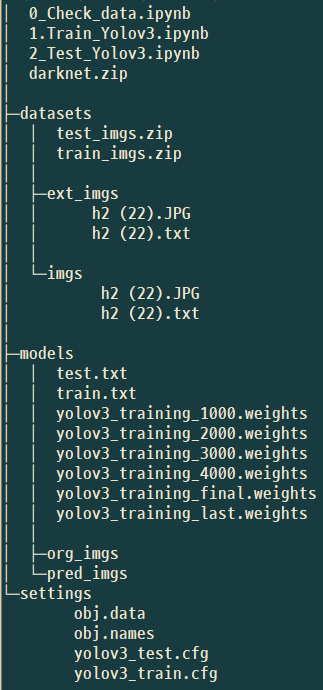 0_Check_data.ipynb
1.Train_Yolov3.ipynb
2_Test_Yolov3.ipynb
darknet.zip
datasets
test_imgs.zip
train_imgs.zip
ext_imgs
h2 (22).JPG
h2 (22).txt
imgs
h2 (22).JPG
h2 (22).txt
models
test.txt
train.txt
yolov3_training_1000.weights
yolov3_training_2000.weights
yolov3_training_3000.weights
yolov3_training_4000.weights
yolov3_training_final.weights
yolov3_training_last.weights
org_imgs
pred_imgs
settings
obj.data
obj.names
yolov3_test.cfg
yolov3_train.cfg